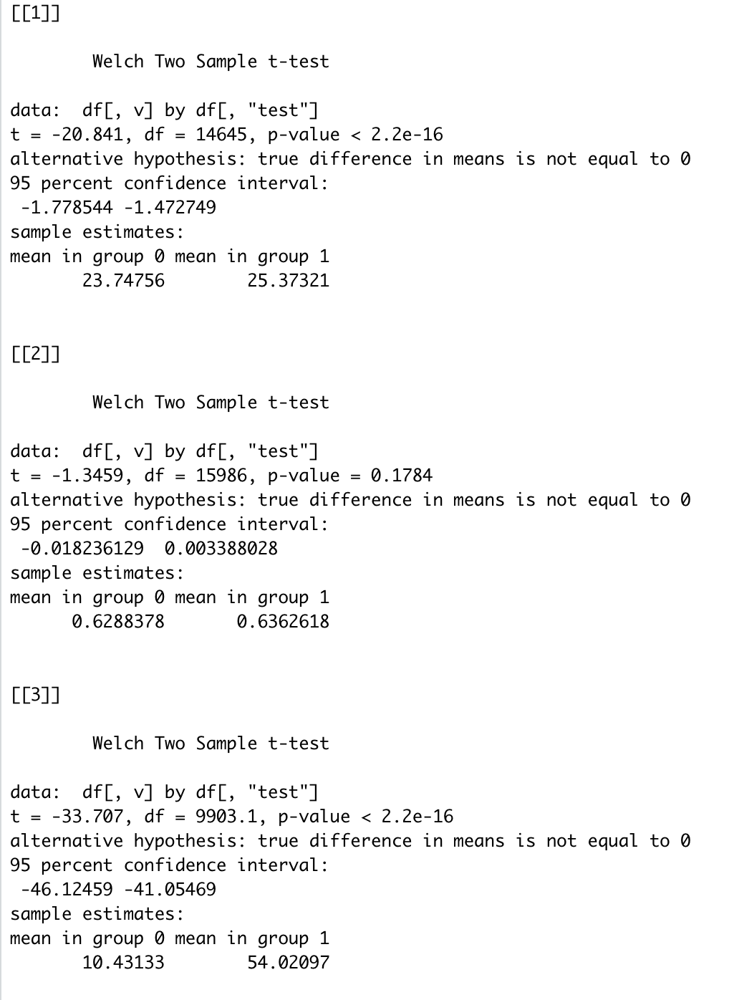 [[1]]
Welch Two Sample t-test
data:  df[, v] by df[, "test"]
t = -20.841, df = 14645, p-value < 2.2e-16
alternative hypothesis: true difference in means is not equal to 0
95 percent confidence interval:
 -1.778544 -1.472749
sample estimates:
mean in group 0 mean in group 1
       23.74756        25.37321
[[2]]
Welch Two Sample t-test
data:  df[, v] by df[, "test"]
t = -1.3459, df = 15986, p-value = 0.1784
alternative hypothesis: true difference in means is not equal to 0
95 percent confidence interval:
 -0.018236129  0.003388028
sample estimates:
mean in group 0 mean in group 1
      0.6288378       0.6362618
[[3]]
Welch Two Sample t-test
data:  df[, v] by df[, "test"]
t = -33.707, df = 9903.1, p-value < 2.2e-16
alternative hypothesis: true difference in means is not equal to 0
95 percent confidence interval:
 -46.12459 -41.05469
sample estimates:
mean in group 0 mean in group 1
       10.43133        54.02097